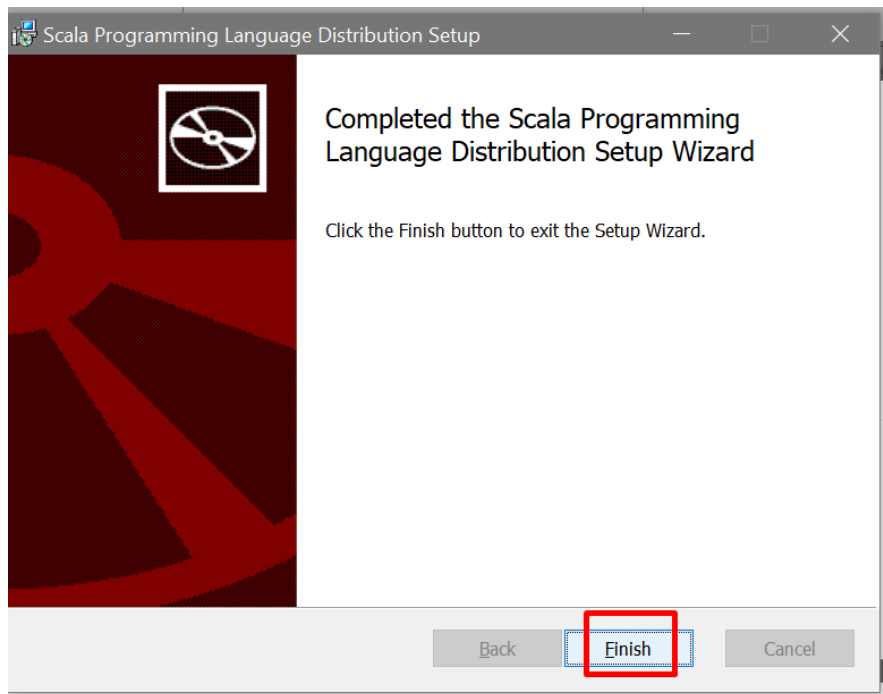 Scala Programming Language Distribution Setup
Completed the Scala Programming
Language Distribution Setup Wizard
Click the Finish button to exit the Setup Wizard.
Back
Finish
Cancel